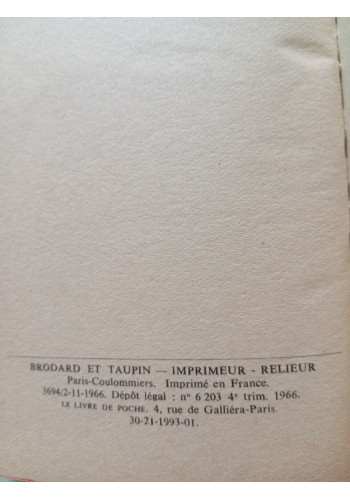 BRODARD ET TAUPIN — IMPRIMEUR - RELIEUR
Paris-Coulommiers. Imprimé en France.
3694/2-11-1966. Dépôt légal : nº 6 203 4e trim. 1966.
LE LIVRE DE POCHE. 4, rue de Galliéra-Paris.
30-21-1993-01.